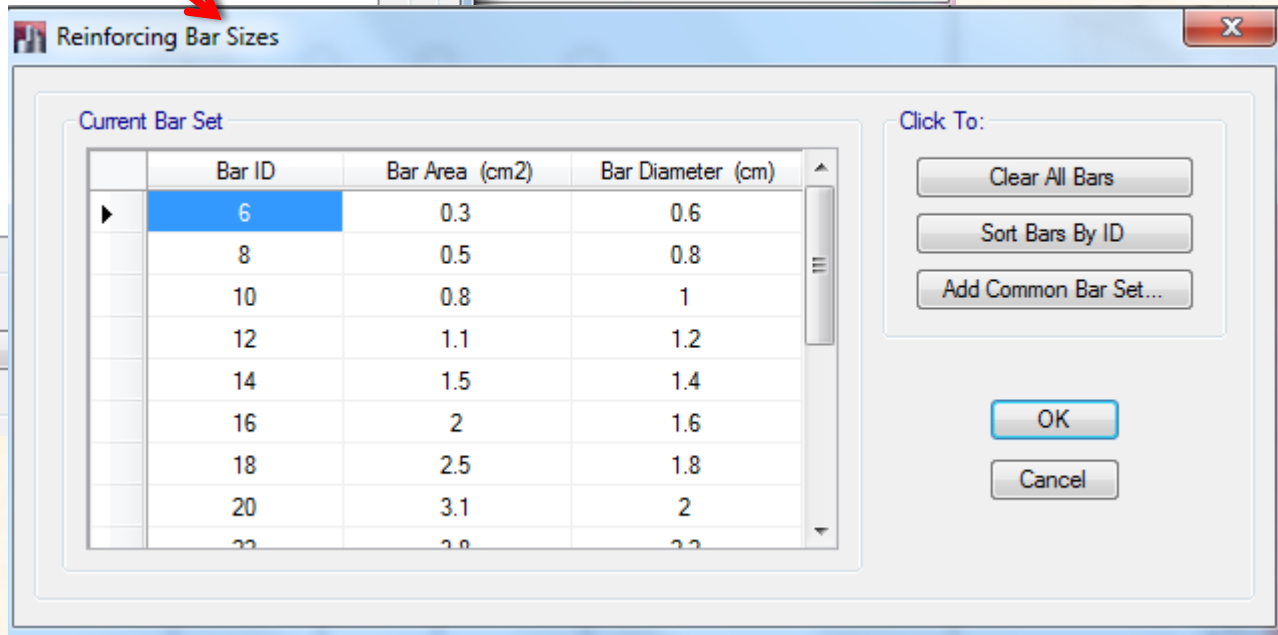 Reinforcing Bar Sizes
Current Bar Set
Bar ID Bar Area (cm2) Bar Diameter (cm)
6 0.3 0.6
8 0.5 0.8
10 0.8 1
12 1.1 1.2
14 1.5 1.4
16 2 1.6
18 2.5 1.8
20 3.1 2
Click To:
Clear All Bars
Sort Bars By ID
Add Common Bar Set...
OK
Cancel